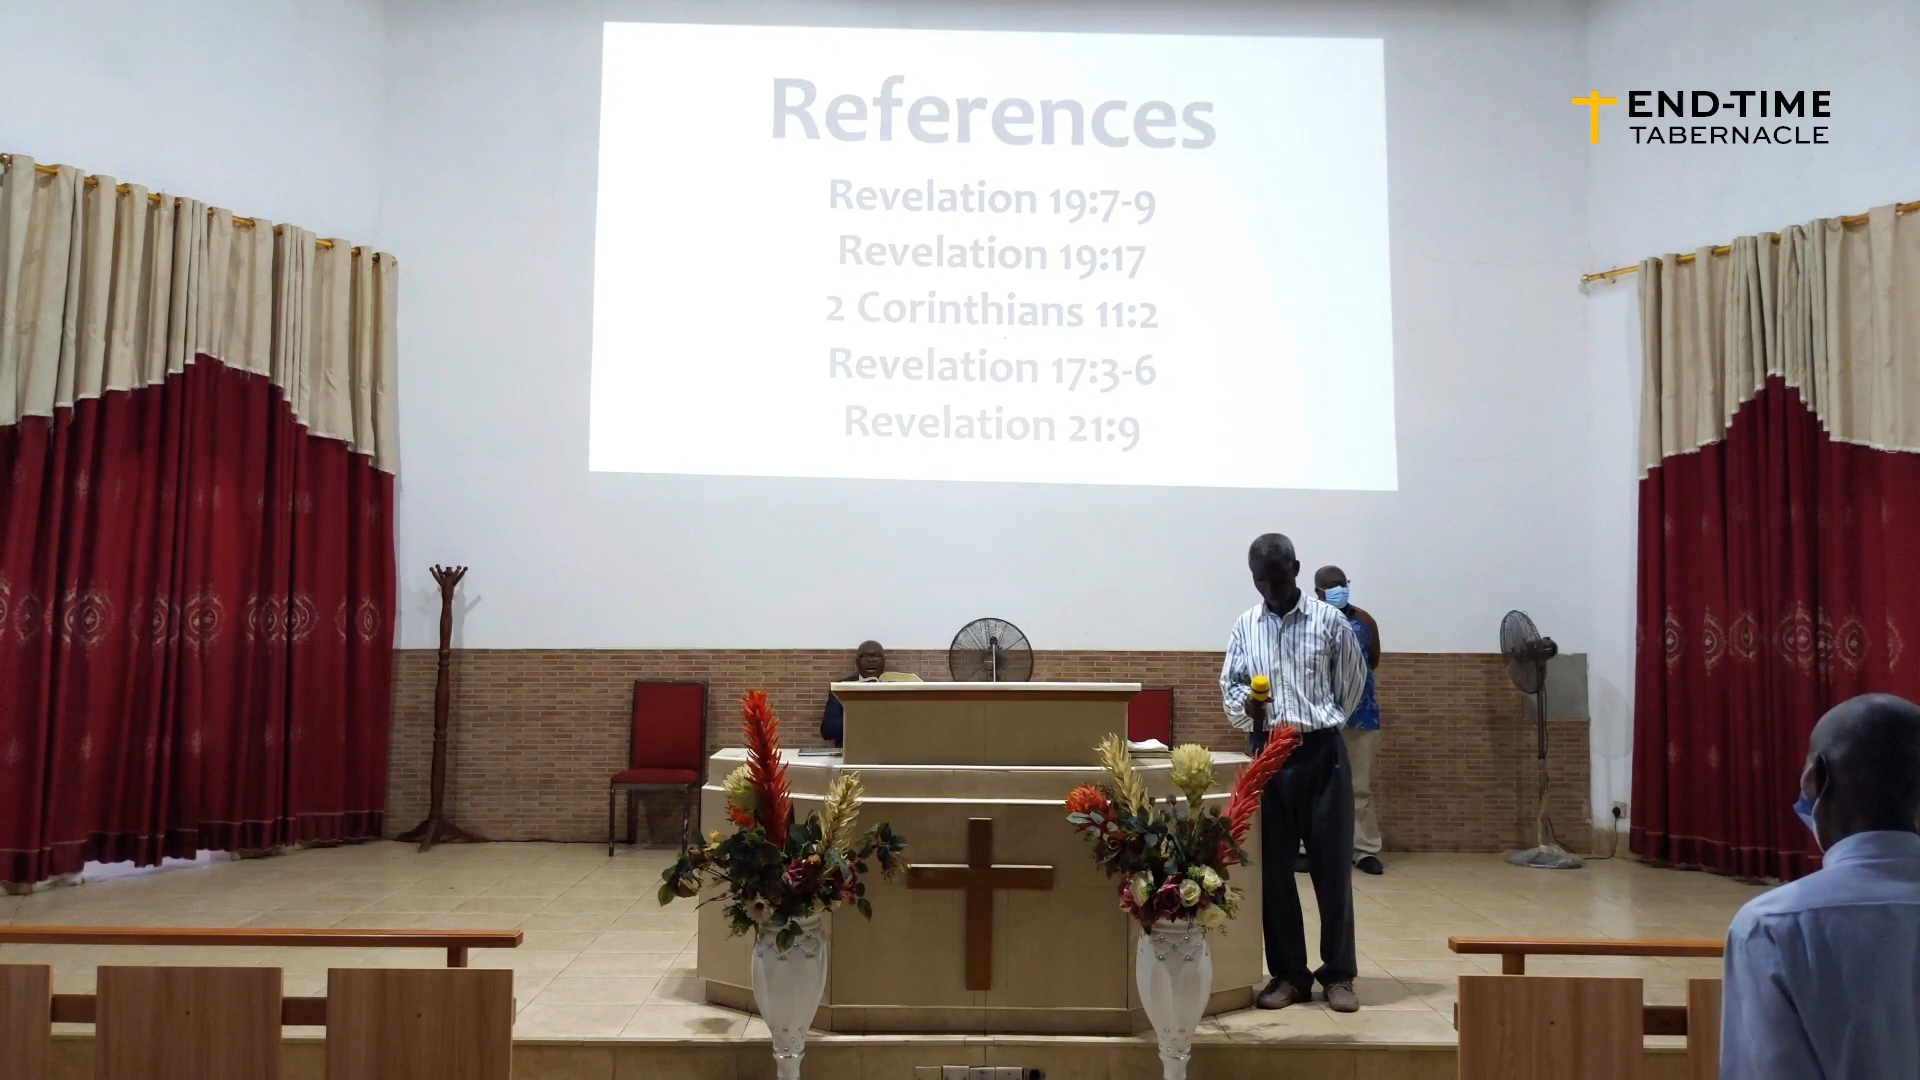 References
Revelation 19:7-9
Revelation 19:17
2 Corinthians 11:2
Revelation 17:3-6
Revelation 21:9
END-TIME
TABERNACLE